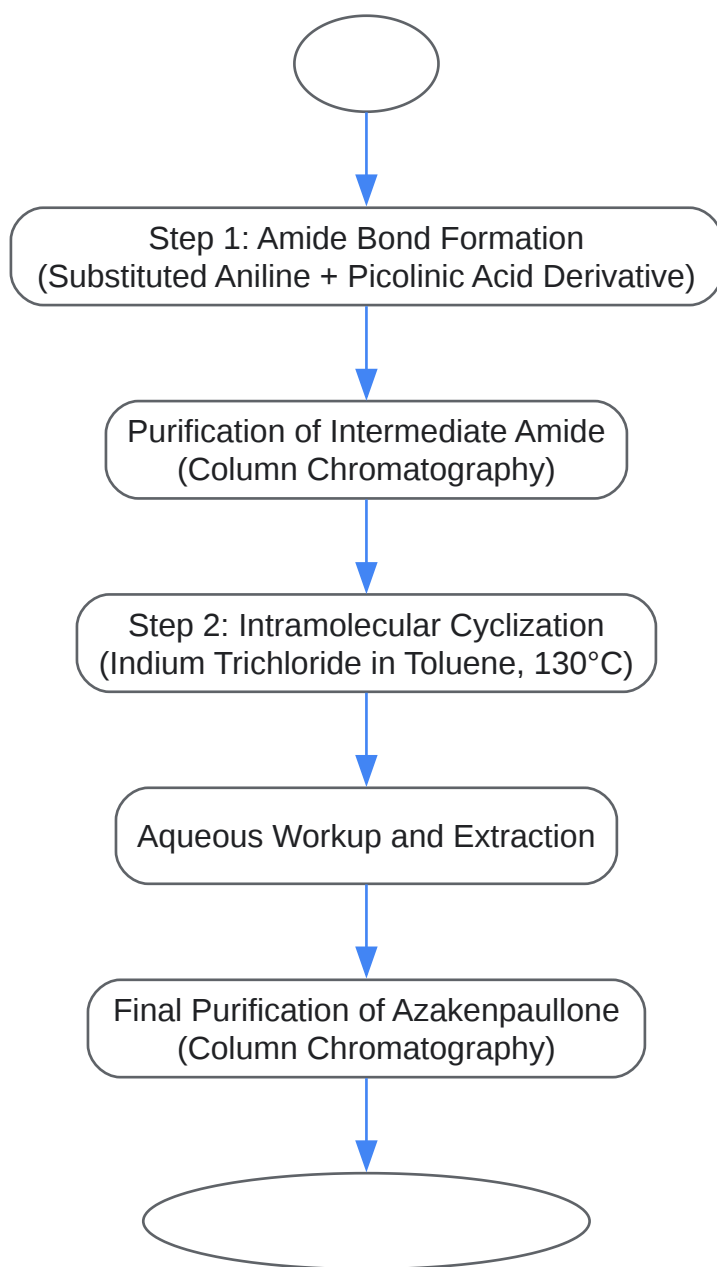 Step 1: Amide Bond Formation
(Substituted Aniline + Picolinic Acid Derivative)
Purification of Intermediate Amide
(Column Chromatography)
Step 2: Intramolecular Cyclization
(Indium Trichloride in Toluene, 130°C)
Aqueous Workup and Extraction
Final Purification of Azakenpaullone
(Column Chromatography)